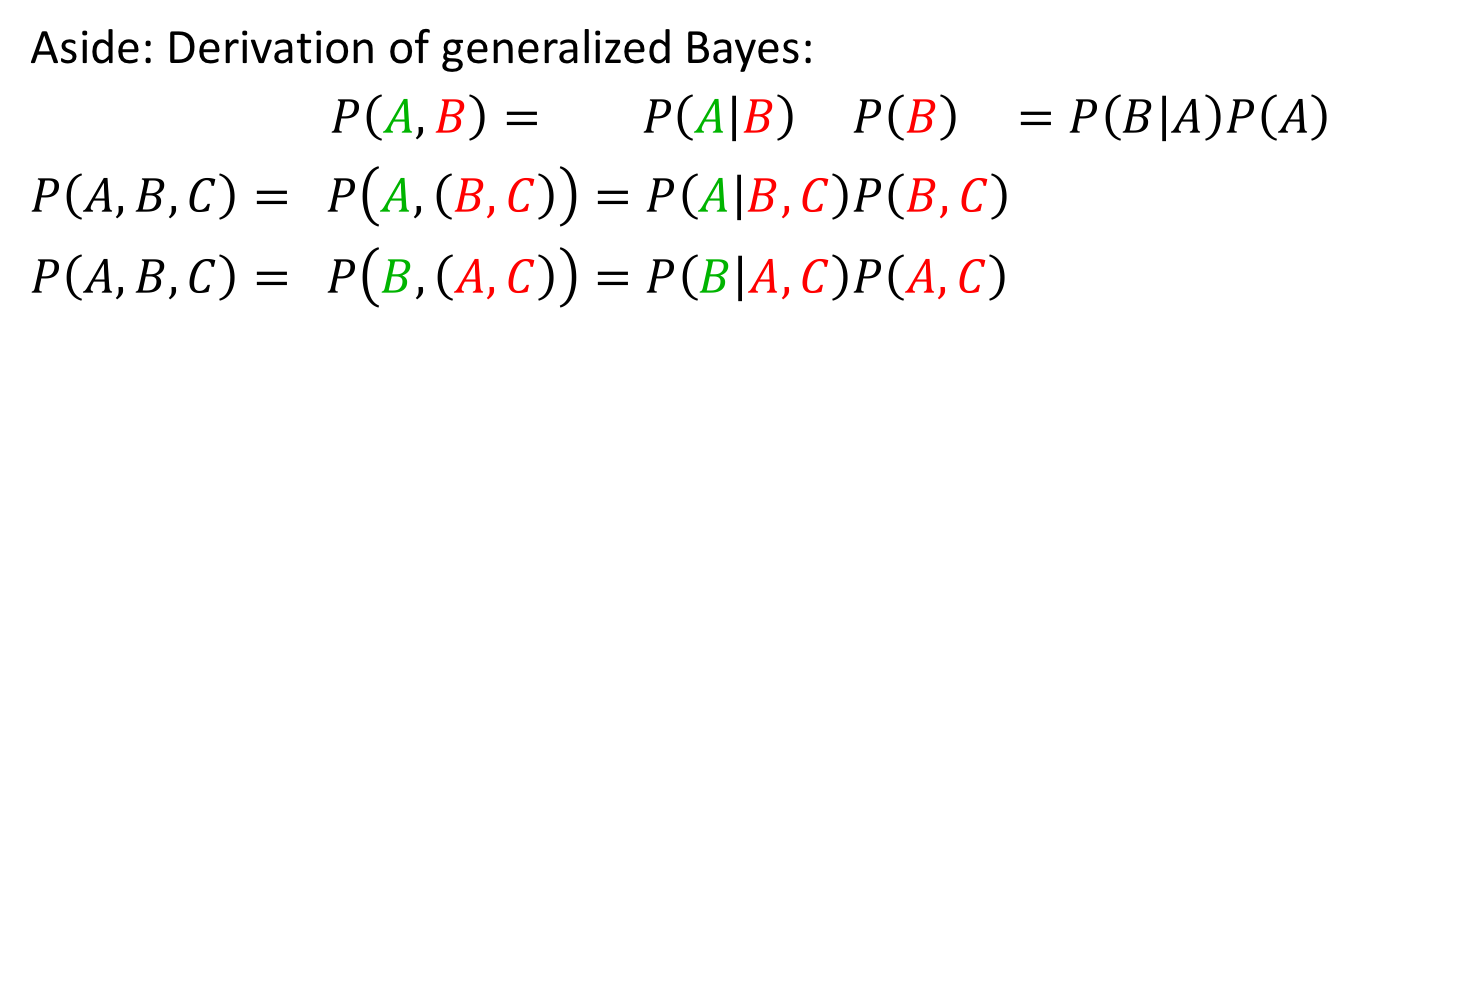 Aside: Derivation of generalized Bayes:
P(A, B) = P(A|B) P(B) = P(B|A)P(A)
P(A, B, C) = P(A, (B, C)) = P(A|B, C)P(B, C)
P(A, B, C) = P(B, (A, C)) = P(B|A, C)P(A, C)